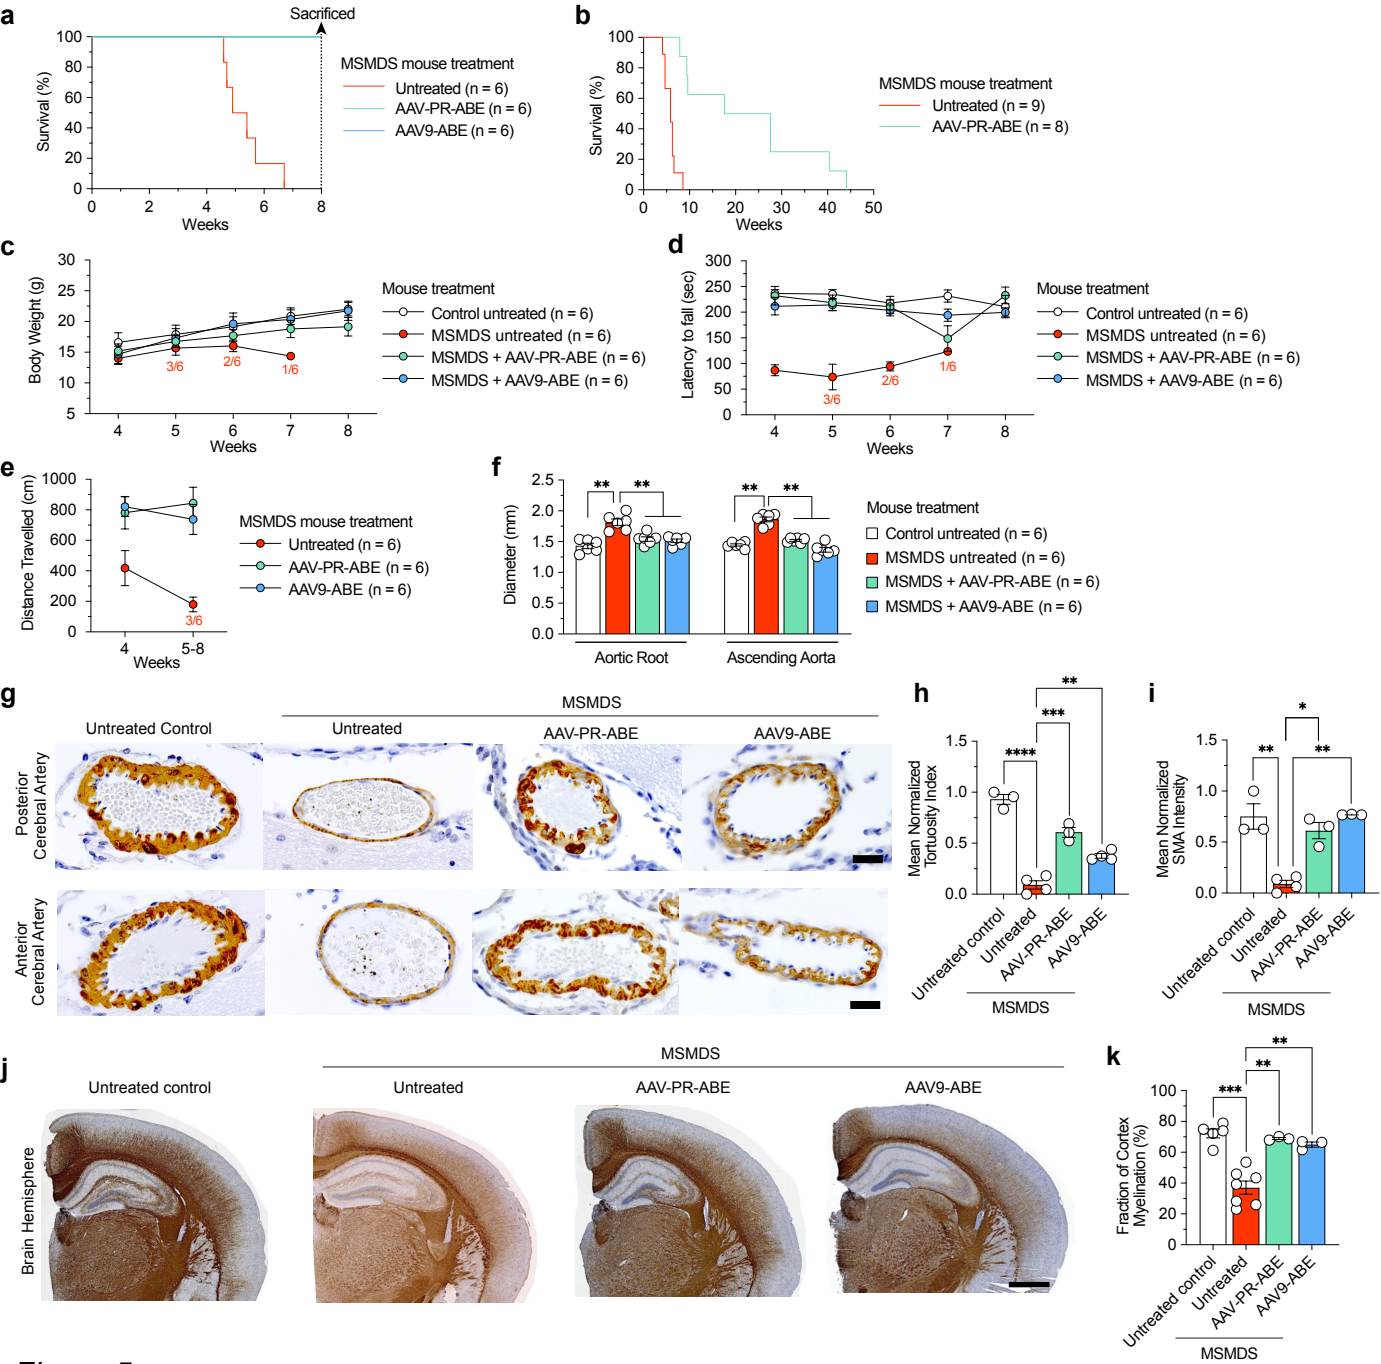 a
Sacrificed
100
80
60
40
20
0
Survival (%)
0 2 4 6 8
Weeks
MSMDS mouse treatment
Untreated (n = 6)
AAV-PR-ABE (n = 6)
AAV9-ABE (n = 6)
b
100
80
60
40
20
0
Survival (%)
0 10 20 30 40 50
Weeks
MSMDS mouse treatment
Untreated (n = 9)
AAV-PR-ABE (n = 8)
c
30
25
20
15
10
5
Body Weight (g)
3/6 2/6 1/6
4 5 6 7 8
Weeks
Mouse treatment
Control untreated (n = 6)
MSMDS untreated (n = 6)
MSMDS + AAV-PR-ABE (n = 6)
MSMDS + AAV9-ABE (n = 6)
d
300
250
200
150
100
50
0
Latency to fall (sec)
3/6 2/6 1/6
4 5 6 7 8
Weeks
Mouse treatment
Control untreated (n = 6)
MSMDS untreated (n = 6)
MSMDS + AAV-PR-ABE (n = 6)
MSMDS + AAV9-ABE (n = 6)
e
1000
800
600
400
200
0
Distance Travelled (cm)
3/6
4 5-8
Weeks
MSMDS mouse treatment
Untreated (n = 6)
AAV-PR-ABE (n = 6)
AAV9-ABE (n = 6)
f
2.5
2.0
1.5
1.0
0.5
0.0
Diameter (mm)
** ** ** **
Aortic Root Ascending Aorta
Mouse treatment
Control untreated (n = 6)
MSMDS untreated (n = 6)
MSMDS + AAV-PR-ABE (n = 6)
MSMDS + AAV9-ABE (n = 6)
g
MSMDS
Untreated Control Untreated AAV-PR-ABE AAV9-ABE
Posterior
Cerebral Artery
Anterior
Cerebral Artery
h
**
***
****
1.5
1.0
0.5
0.0
Mean Normalized
Tortuosity Index
Untreated control
Untreated
AAV-PR-ABE
AAV9-ABE
MSMDS
i
*
** **
1.5
1.0
0.5
0.0
Mean Normalized
SMA Intensity
Untreated control
Untreated
AAV-PR-ABE
AAV9-ABE
MSMDS
j
MSMDS
Untreated control Untreated AAV-PR-ABE AAV9-ABE
Brain Hemisphere
k
**
**
***
100
80
60
40
20
0
Fraction of Cortex
Myelination (%)
Untreated control
Untreated
AAV-PR-ABE
AAV9-ABE
MSMDS